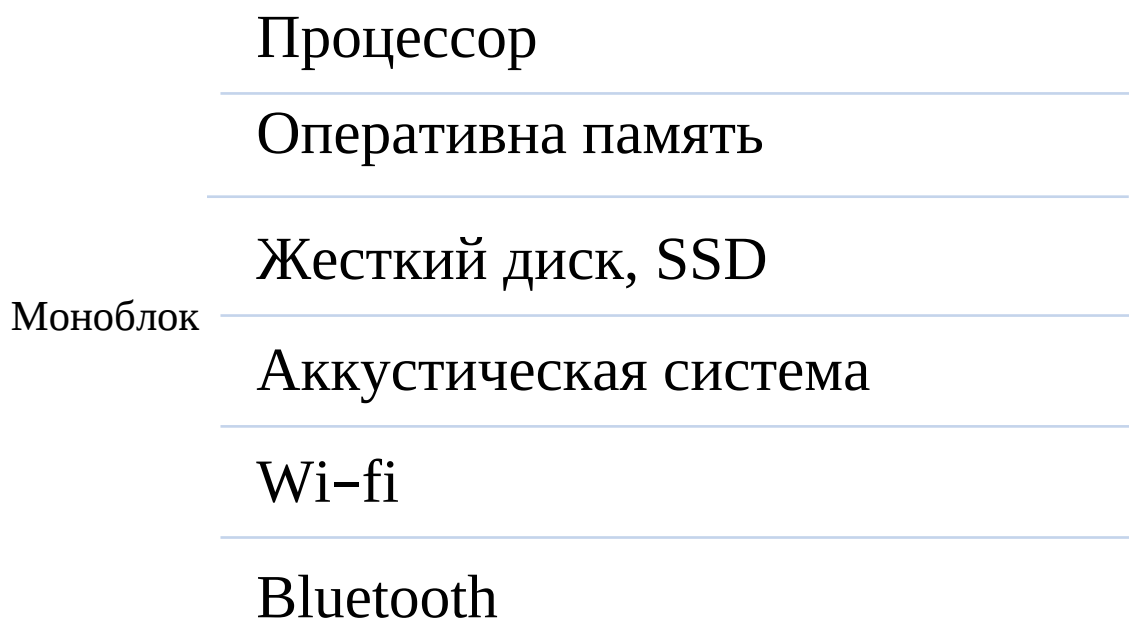 Процессор
Оперативна память
Жесткий диск, SSD
Моноблок
Аккустическая система
Wi–fi
Bluetooth